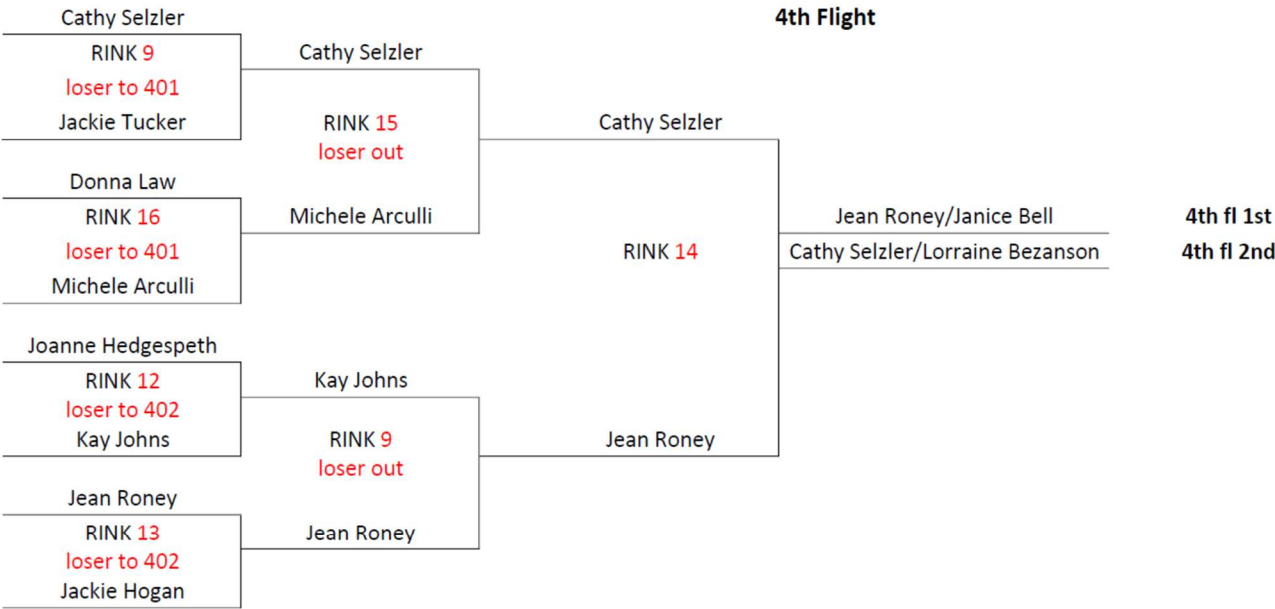 Cathy Selzler
4th Flight
RINK 9
Cathy Selzler
loser to 401
Jackie Tucker
RINK 15
Cathy Selzler
loser out
Donna Law
RINK 16
Michele Arculli
Jean Roney/Janice Bell
4th fl 1st
loser to 401
RINK 14
Cathy Selzler/Lorraine Bezanson
4th fl 2nd
Michele Arculli
Joanne Hedgespeth
RINK 12
Kay Johns
loser to 402
Kay Johns
RINK 9
Jean Roney
loser out
Jean Roney
RINK 13
Jean Roney
loser to 402
Jackie Hogan